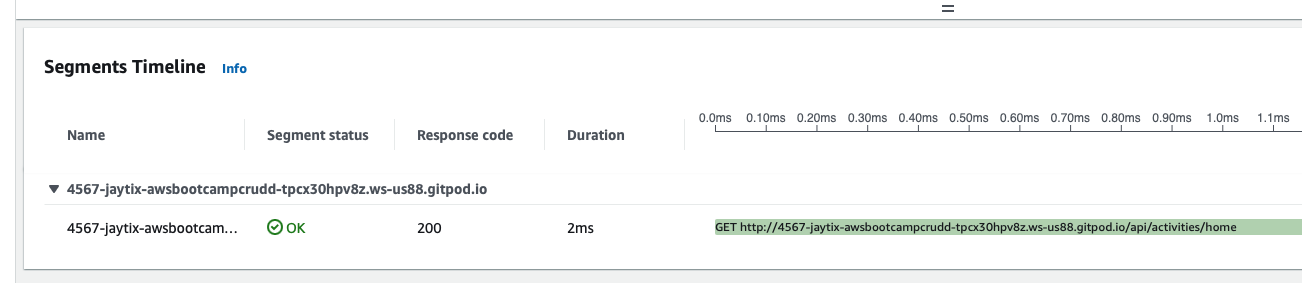 Segments Timeline Info
0.0ms 0.10ms 0.20ms 0.30ms 0.40ms 0.50ms 0.60ms 0.70ms 0.80ms 0.90ms 1.0ms 1.1ms
Name Segment status Response code Duration
4567-jaytix-awsbootcampcrudd-tpcx30hpv8z.ws-us88.gitpod.io
4567-jaytix-awsbootcam... OK 200 2ms GET http://4567-jaytix-awsbootcampcrudd-tpcx30hpv8z.ws-us88.gitpod.io/api/activities/home